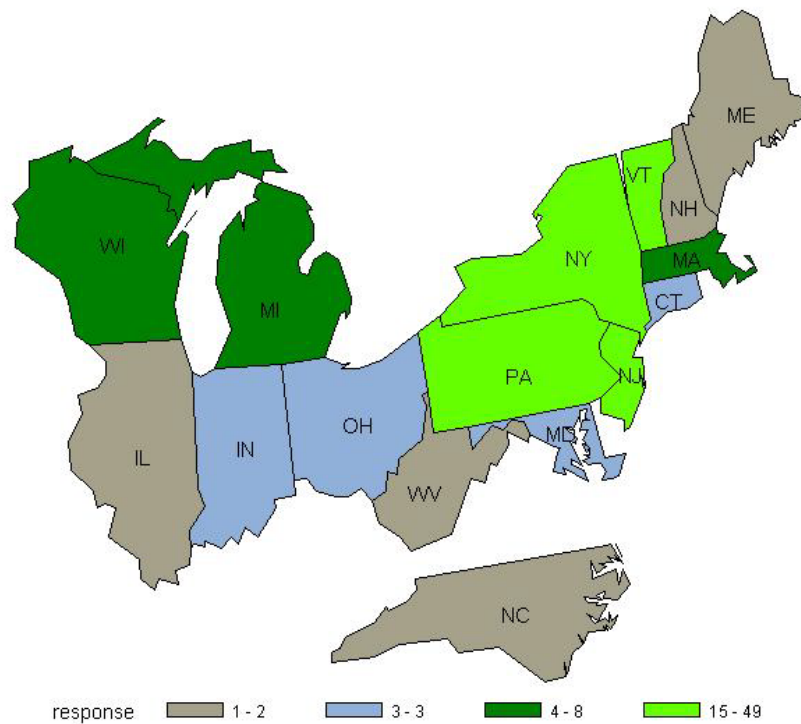 ME
VT
NH
WI
NY
MA
MI
CT
PA
NJ
OH
IL
IN
MD
WV
NC
response 1 - 2 3 - 3 4 - 8 15 - 49